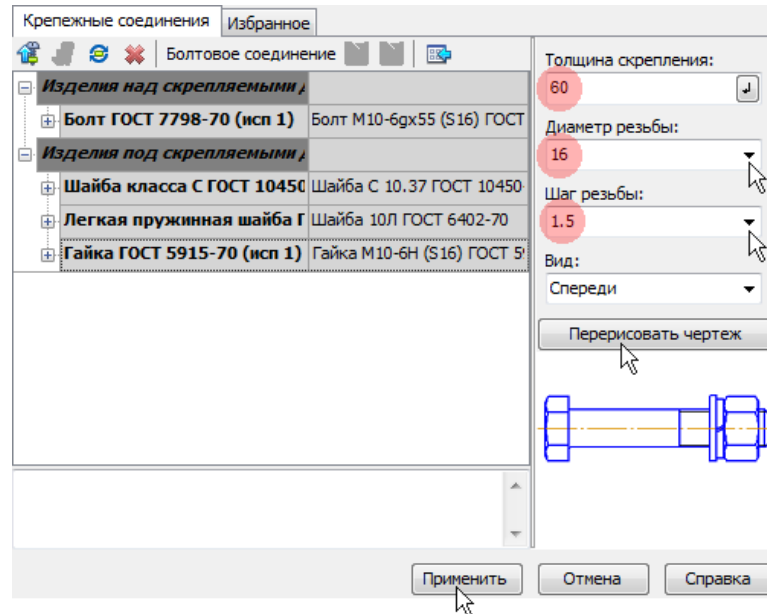 Крепежные соединения
Избранное
Болтовое соединение
Изделия над скрепляемыми
Болт ГОСТ 7798-70 (исп 1) Болт М10-6gx55 (S16) ГОСТ
Изделия под скрепляемыми
Шайба класса С ГОСТ 10450 Шайба С 10.37 ГОСТ 10450-
Легкая пружинная шайба Г Шайба 10Л ГОСТ 6402-70
Гайка ГОСТ 5915-70 (исп 1) Гайка М10-6Н (S16) ГОСТ 5
Толщина скрепления:
60
Диаметр резьбы:
16
Шаг резьбы:
1.5
Вид:
Спереди
Перерисовать чертеж
Применить
Отмена
Справка